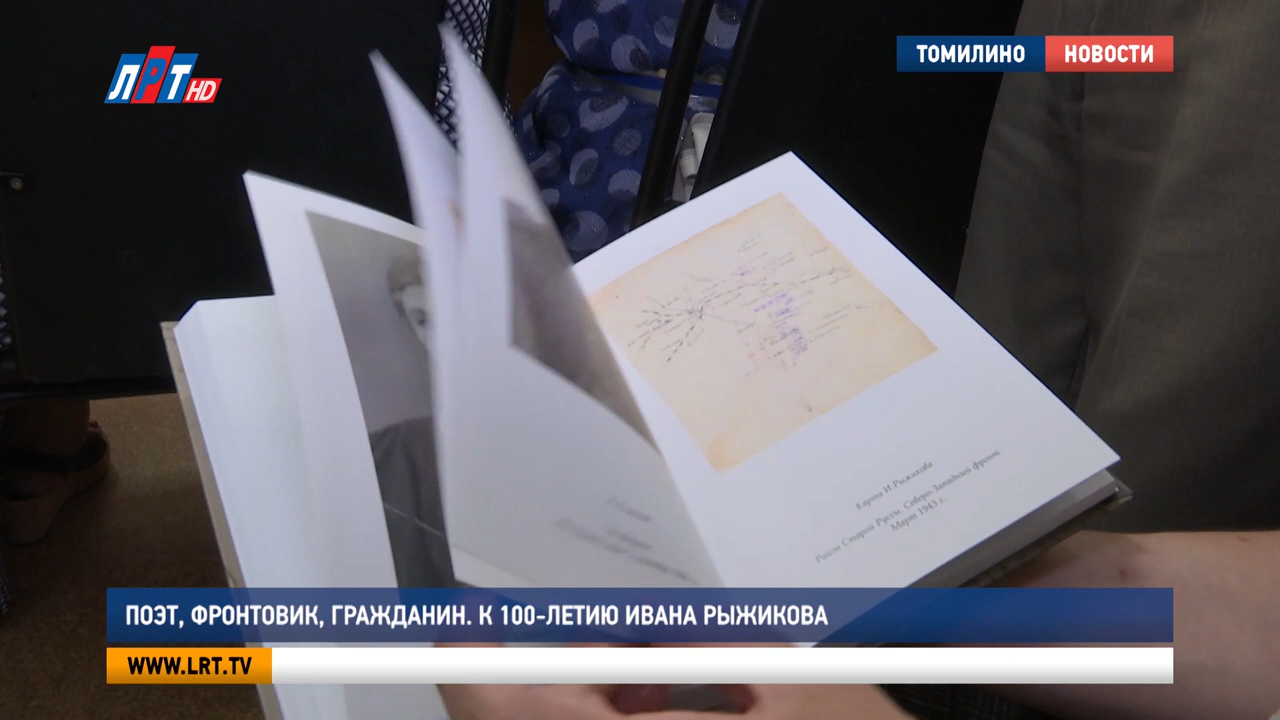 ЛРТ HD
ТОМИЛИНО НОВОСТИ
Карта И. Рыжикова
Район Старой Руссы. Северо-Западный фронт.
Март 1943 г.
ПОЭТ, ФРОНТОВИК, ГРАЖДАНИН. К 100-ЛЕТИЮ ИВАНА РЫЖИКОВА
WWW.LRT.TV